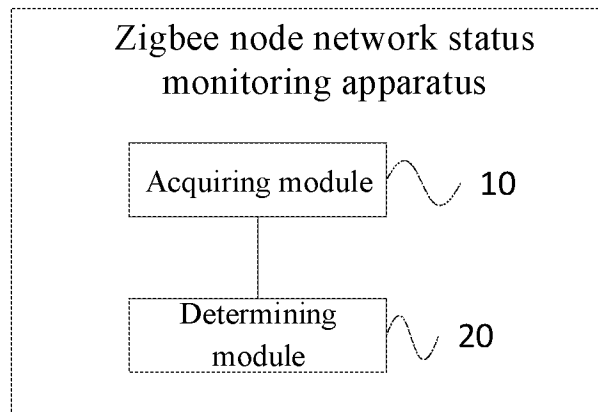 Zigbee node network status
monitoring apparatus
Acquiring module
10
Determining
module
20